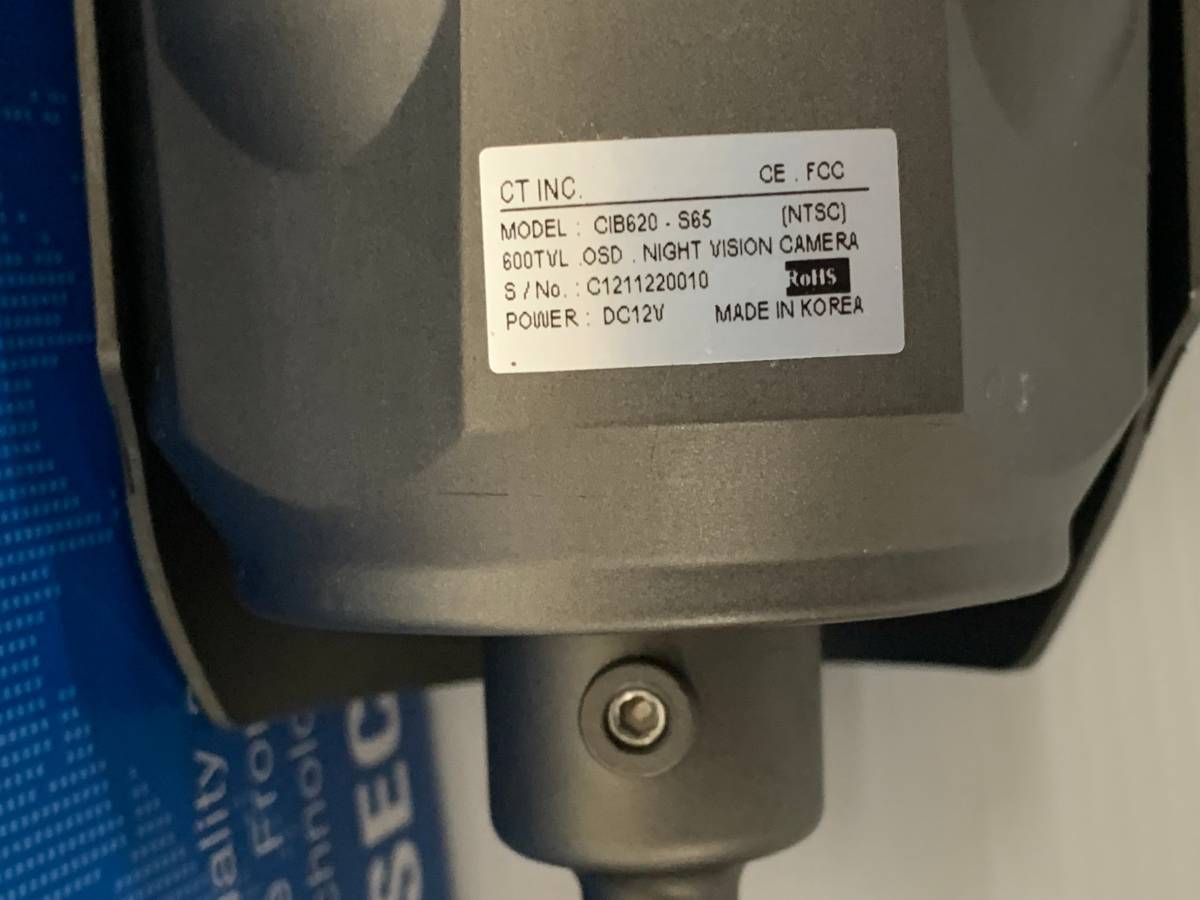 CT INC. CE . FCC
MODEL : CIB620 - S65 (NTSC)
600TVL .OSD . NIGHT VISION CAMERA
S / No. : C1211220010 RoHS
POWER : DC12V MADE IN KOREA
SEC